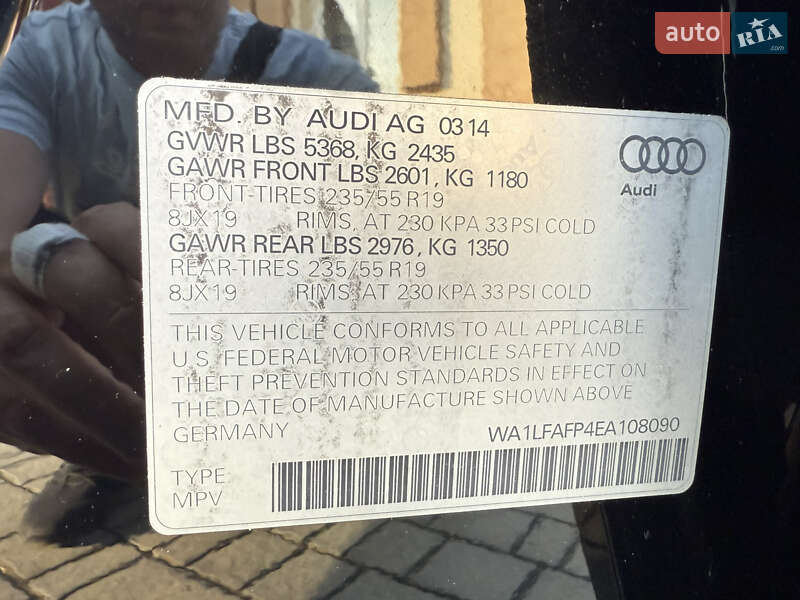 auto RIA.com
MFD. BY AUDI AG 03 14
GVWR LBS 5368, KG 2435
GAWR FRONT LBS 2601, KG 1180
FRONT-TIRES 235/55 R19
8JX19 RIMS, AT 230 KPA 33 PSI COLD
GAWR REAR LBS 2976, KG 1350
REAR-TIRES 235/55 R19
8JX19 RIMS, AT 230 KPA 33 PSI COLD
Audi
THIS VEHICLE CONFORMS TO ALL APPLICABLE
U.S. FEDERAL MOTOR VEHICLE SAFETY AND
THEFT PREVENTION STANDARDS IN EFFECT ON
THE DATE OF MANUFACTURE SHOWN ABOVE
GERMANY WA1LFAFP4EA108090
TYPE:
MPV